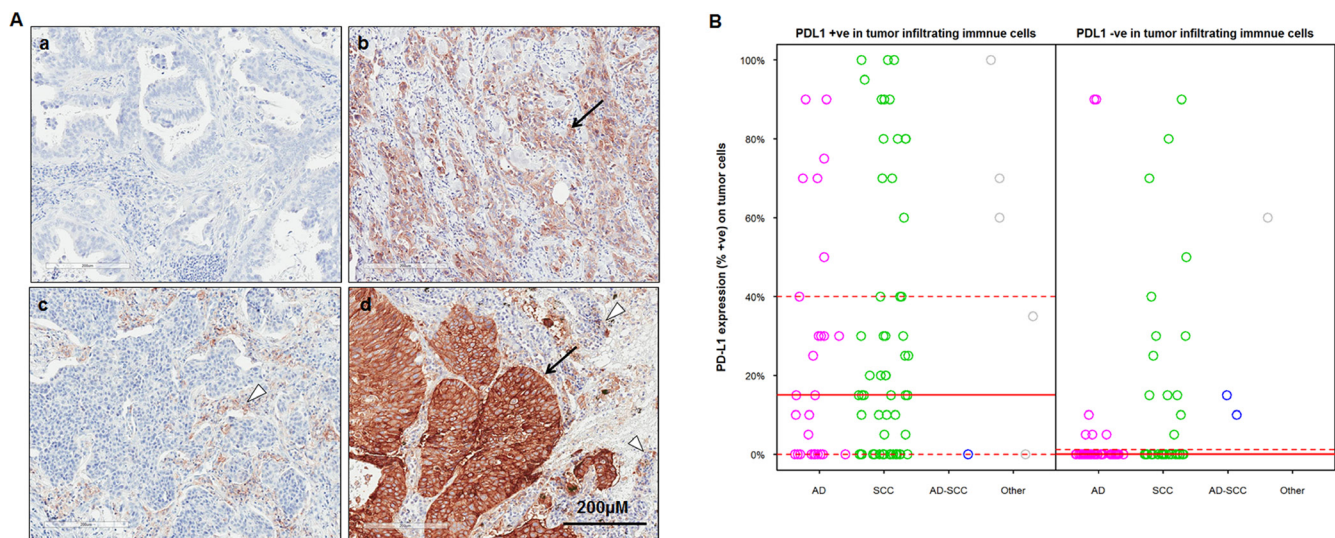 A
a
b
c
d
200µM
B
PDL1 +ve in tumor infiltrating immnue cells
PDL1 -ve in tumor infiltrating immnue cells
PD-L1 expression (% +ve) on tumor cells
100%
80%
60%
40%
20%
0%
AD
SCC
AD-SCC
Other
AD
SCC
AD-SCC
Other